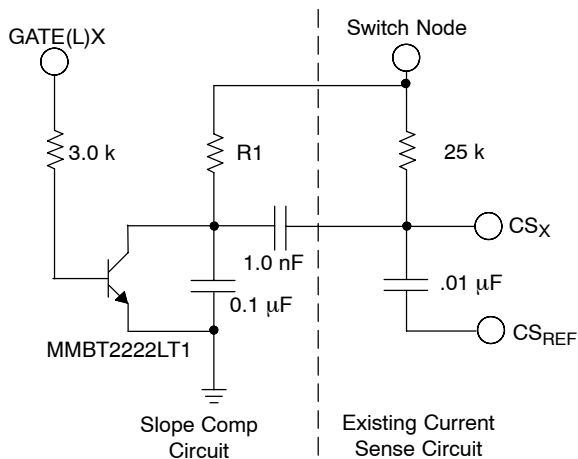 GATE(L)X
Switch Node
3.0 k
R1
25 k
CSX
1.0 nF
0.1 μF
.01 μF
MMBT2222LT1
CSREF
Slope Comp
Circuit
Existing Current
Sense Circuit